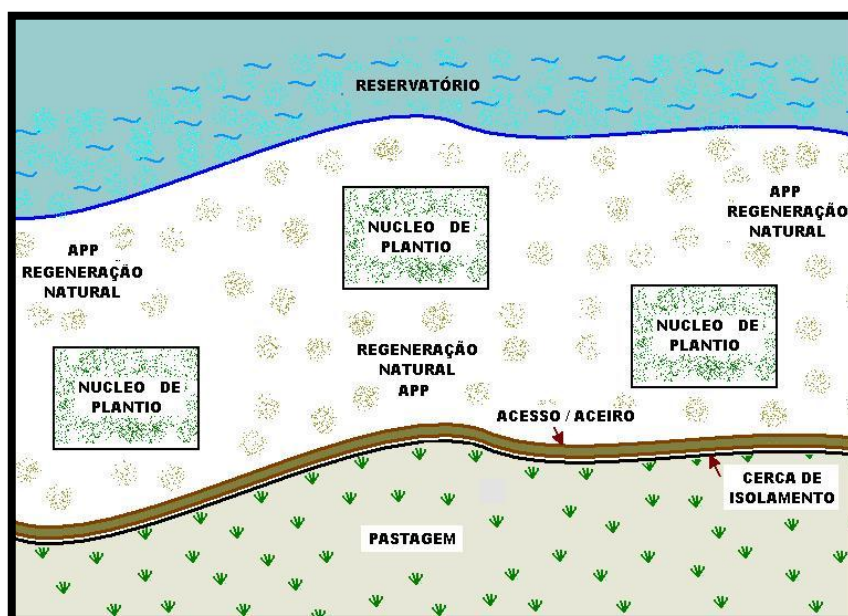 RESERVATÓRIO
APP
REGENERAÇÃO
NATURAL
NUCLEO DE
PLANTIO
APP
REGENERAÇÃO
NATURAL
NUCLEO DE
PLANTIO
NUCLEO DE
PLANTIO
REGENERAÇÃO
NATURAL
APP
ACESSO / ACEIRO
CERCA DE
ISOLAMENTO
PASTAGEM